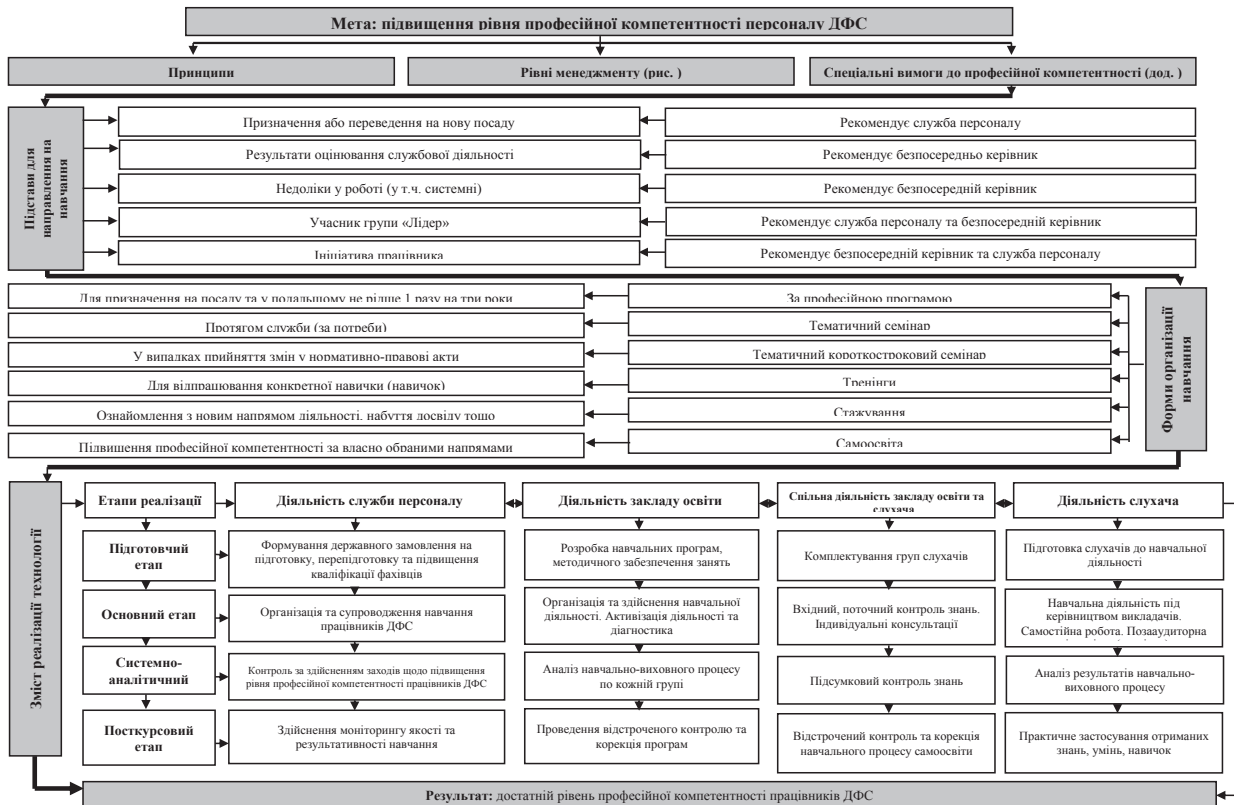 Мета: підвищення рівня професійної компетентності персоналу ДФС
Принципи
Рівні менеджменту (рис. )
Спеціальні вимоги до професійної компетентності (дод. )
Підстави для
направлення на
навчання
Призначення або переведення на нову посаду
Рекомендує служба персоналу
Результати оцінювання службової діяльності
Рекомендує безпосередньо керівник
Недоліки у роботі (у т.ч. системні)
Рекомендує безпосередній керівник
Учасник групи «Лідер»
Рекомендує служба персоналу та безпосередній керівник
Ініціатива працівника
Рекомендує безпосередній керівник та служба персоналу
Форми організації
навчання
Для призначення на посаду та у подальшому не рідше 1 разу на три роки
За професійною програмою
Протягом служби (за потреби)
Тематичний семінар
У випадках прийняття змін у нормативно-правові акти
Тематичний короткостроковий семінар
Для відпрацювання конкретної навички (навичок)
Тренінги
Ознайомлення з новим напрямом діяльності, набуття досвіду тощо
Стажування
Підвищення професійної компетентності за власно обраними напрямами
Самоосвіта
Зміст реалізації технології
Етапи реалізації
Діяльність служби персоналу
Діяльність закладу освіти
Спільна діяльність закладу освіти та
слухача
Діяльність слухача
Підготовчий
етап
Формування державного замовлення на
підготовку, перепідготовку та підвищення
кваліфікації фахівців
Розробка навчальних програм,
методичного забезпечення занять
Комплектування груп слухачів
Підготовка слухачів до навчальної
діяльності
Основний етап
Організація та супроводження навчання
працівників ДФС
Організація та здійснення навчальної
діяльності. Активізація діяльності та
діагностика
Вхідний, поточний контроль знань.
Індивідуальні консультації
Навчальна діяльність під
керівництвом викладачів.
Самостійна робота. Позааудиторна
Системно-
аналітичний
Контроль за здійсненням заходів щодо підвищення
рівня професійної компетентності працівників ДФС
Аналіз навчально-виховного процесу
по кожній групі
Підсумковий контроль знань
Аналіз результатів навчально-
виховного процесу
Посткурсовий
етап
Здійснення моніторингу якості та
результативності навчання
Проведення відстроченого контролю та
корекція програм
Відстрочений контроль та корекція
навчального процесу самоосвіти
Практичне застосування отриманих
знань, умінь, навичок
Результат: достатній рівень професійної компетентності працівників ДФС